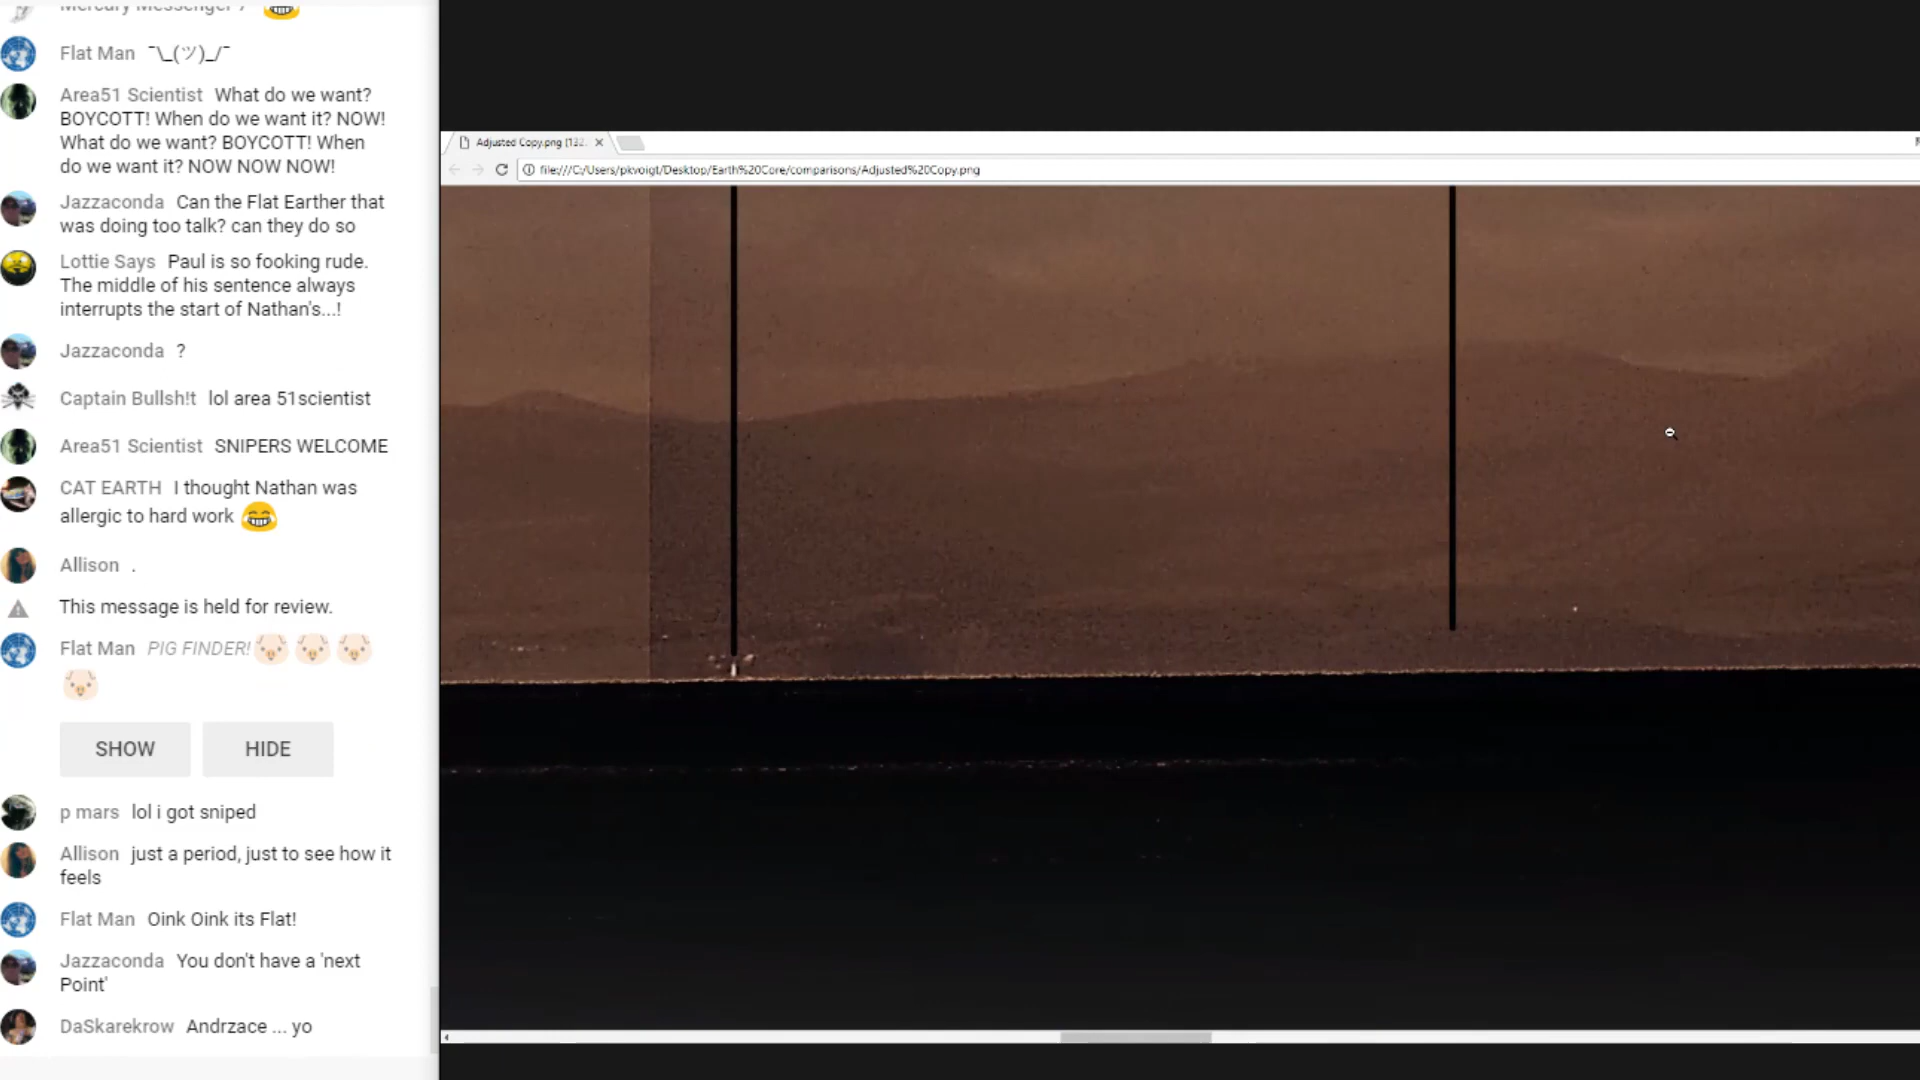 Mercury Messenger ?
Flat Man ¯\_(ツ)_/¯
Area51 Scientist What do we want?
BOYCOTT! When do we want it? NOW!
What do we want? BOYCOTT! When
do we want it? NOW NOW NOW!
Jazzaconda Can the Flat Earther that
was doing too talk? can they do so
Lottie Says Paul is so fooking rude.
The middle of his sentence always
interrupts the start of Nathan's...!
Jazzaconda ?
Captain Bullsh!t lol area 51scientist
Area51 Scientist SNIPERS WELCOME
CAT EARTH I thought Nathan was
allergic to hard work
Allison .
This message is held for review.
Flat Man PIG FINDER!
SHOW HIDE
p mars lol i got sniped
Allison just a period, just to see how it
feels
Flat Man Oink Oink its Flat!
Jazzaconda You don't have a 'next
Point'
DaSkarekrow Andrzace ... yo
Adjusted Copy.png (132
file:///C:/Users/pkvoigt/Desktop/Earth%20Core/comparisons/Adjusted%20Copy.png